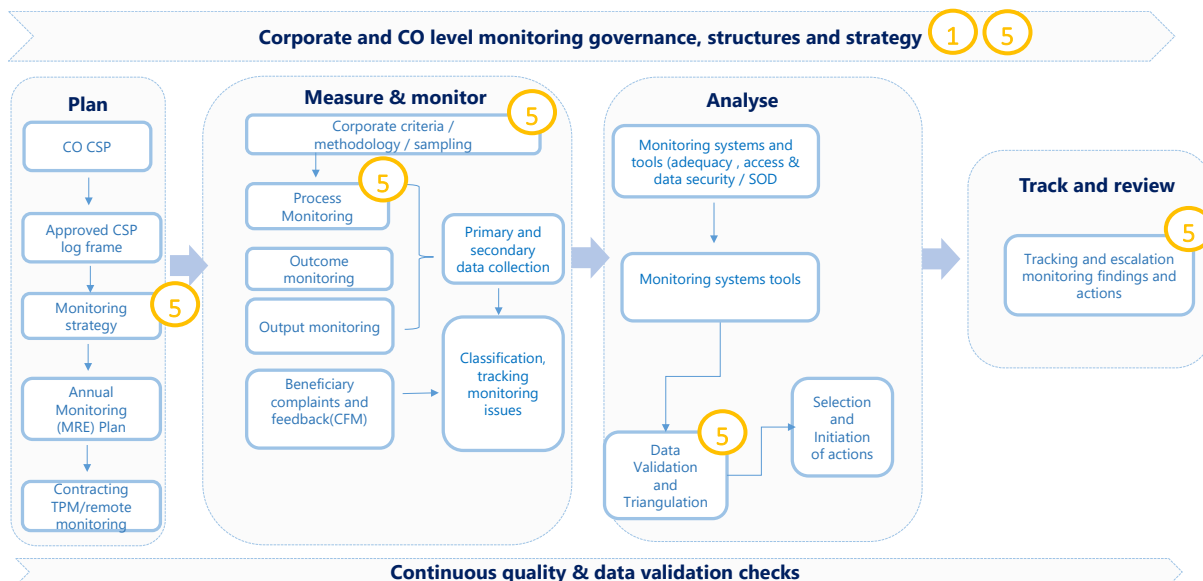 Corporate and CO level monitoring governance, structures and strategy
1
5
Plan
CO CSP
Approved CSP
log frame
Monitoring
strategy
5
Annual
Monitoring
(MRE) Plan
Contracting
TPM/remote
monitoring
Measure & monitor
5
Corporate criteria /
methodology / sampling
5
Process
Monitoring
Outcome
monitoring
Output monitoring
Beneficiary
complaints and
feedback(CFM)
Primary and
secondary
data collection
Classification,
tracking
monitoring
issues
Analyse
Monitoring systems and
tools (adequacy , access &
data security / SOD
Monitoring systems tools
5
Data
Validation
and
Triangulation
Selection
and
Initiation
of actions
Track and review
5
Tracking and escalation
monitoring findings and
actions
Continuous quality & data validation checks